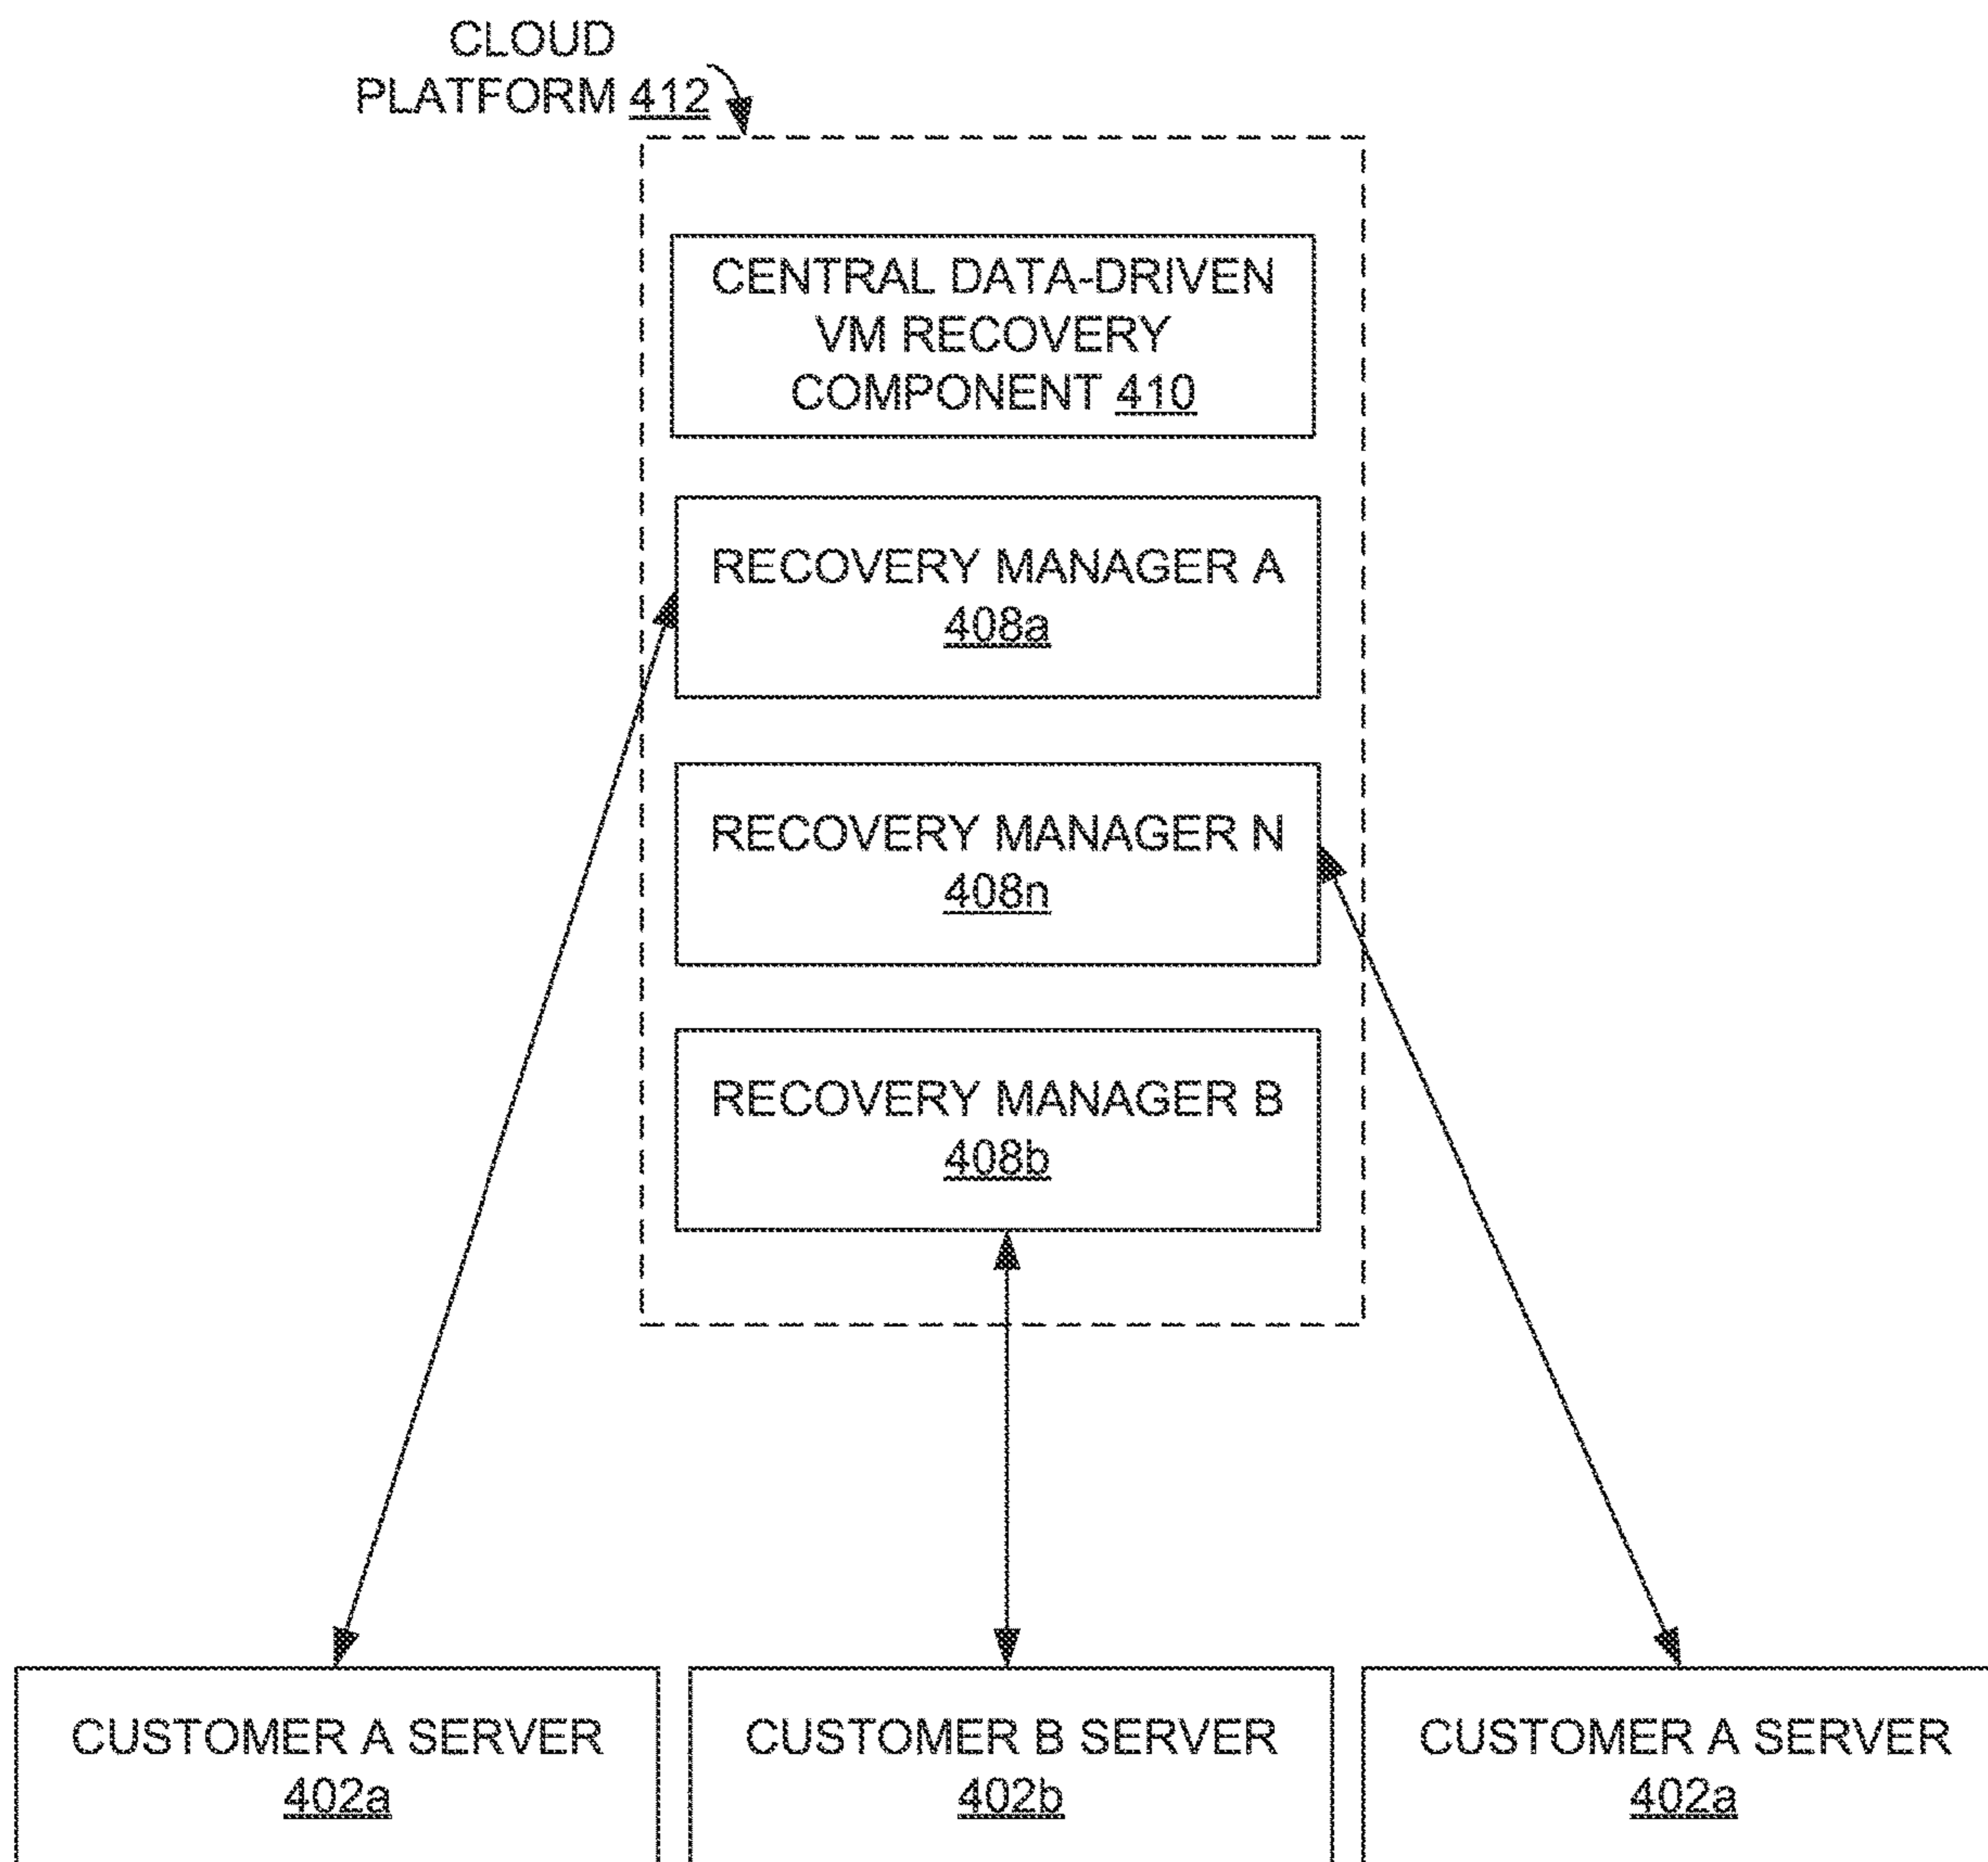 CLOUD
PLATFORM 412
CENTRAL DATA-DRIVEN
VM RECOVERY
COMPONENT 410
RECOVERY MANAGER A
408a
RECOVERY MANAGER N
408n
RECOVERY MANAGER B
408b
CUSTOMER A SERVER
402a
CUSTOMER B SERVER
402b
CUSTOMER A SERVER
402a